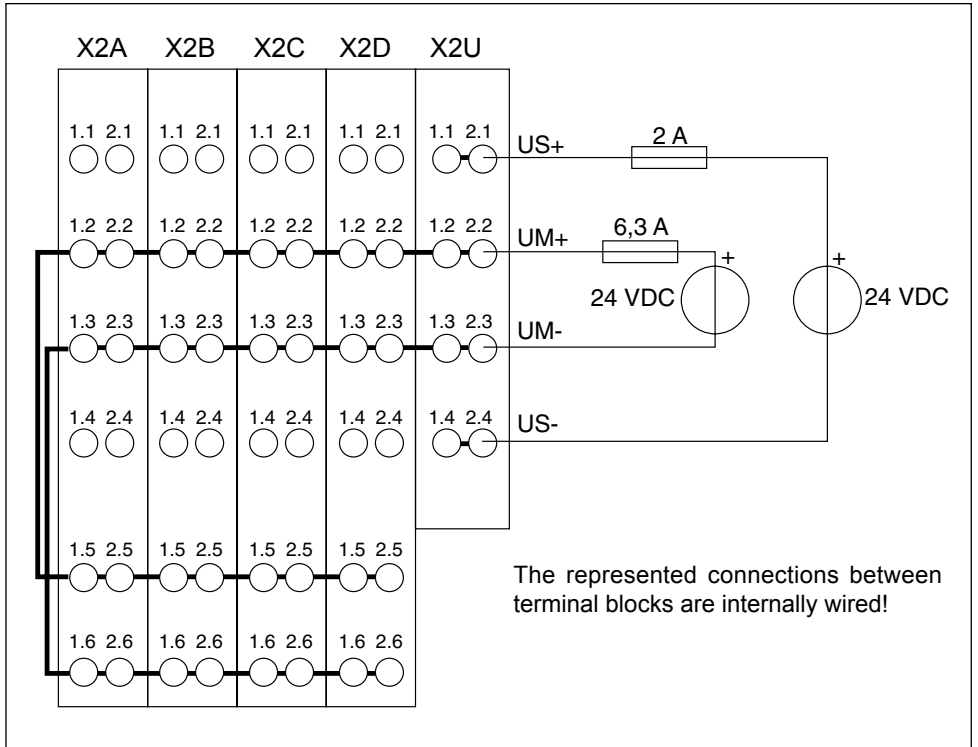 X2A X2B X2C X2D X2U
1.1 2.1 1.1 2.1 1.1 2.1 1.1 2.1 1.1 2.1 US+ 2 A
1.2 2.2 1.2 2.2 1.2 2.2 1.2 2.2 1.2 2.2 UM+ 6,3 A
+ +
24 VDC 24 VDC
1.3 2.3 1.3 2.3 1.3 2.3 1.3 2.3 1.3 2.3 UM-
1.4 2.4 1.4 2.4 1.4 2.4 1.4 2.4 1.4 2.4 US-
1.5 2.5 1.5 2.5 1.5 2.5 1.5 2.5
The represented connections between
terminal blocks are internally wired!
1.6 2.6 1.6 2.6 1.6 2.6 1.6 2.6